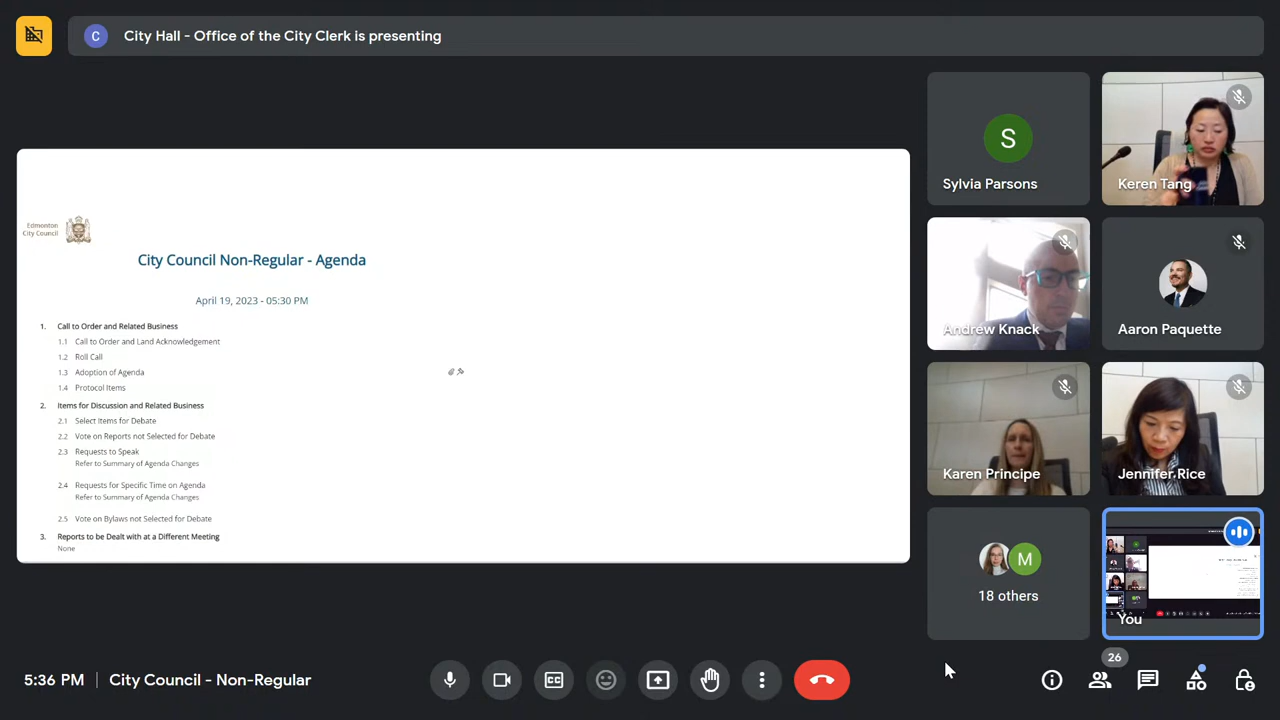 C
City Hall - Office of the City Clerk is presenting
Edmonton
City Council
City Council Non-Regular - Agenda
April 19, 2023 - 05:30 PM
1. Call to Order and Related Business
1.1 Call to Order and Land Acknowledgement
1.2 Roll Call
1.3 Adoption of Agenda
1.4 Protocol Items
2. Items for Discussion and Related Business
2.1 Select Items for Debate
2.2 Vote on Reports not Selected for Debate
2.3 Requests to Speak
Refer to Summary of Agenda Changes
2.4 Requests for Specific Time on Agenda
Refer to Summary of Agenda Changes
2.5 Vote on Bylaws not Selected for Debate
3. Reports to be Dealt with at a Different Meeting
None
S
Sylvia Parsons
Keren Tang
Andrew Knack
Aaron Paquette
Karen Principe
Jennifer Rice
M
18 others
You
5:36 PM | City Council - Non-Regular
CC
26